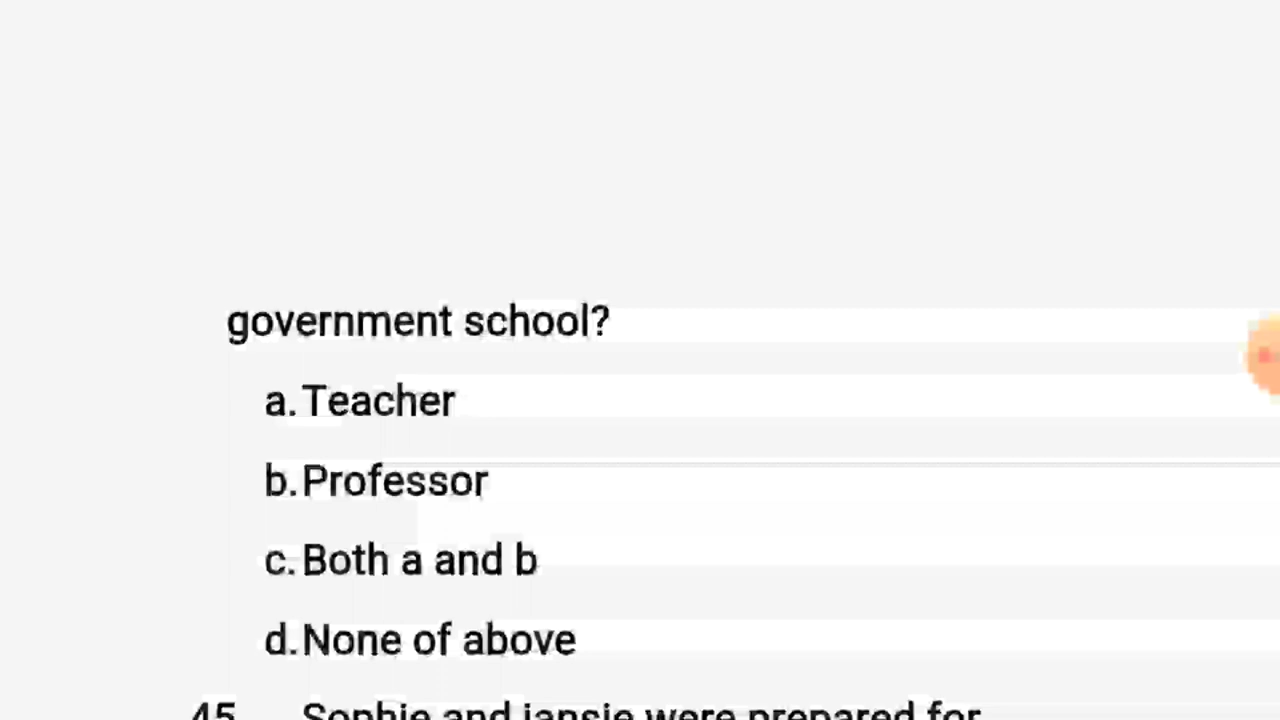 government school?
a. Teacher
b. Professor
c. Both a and b
d. None of above
45 Sophie and jansie were prepared for